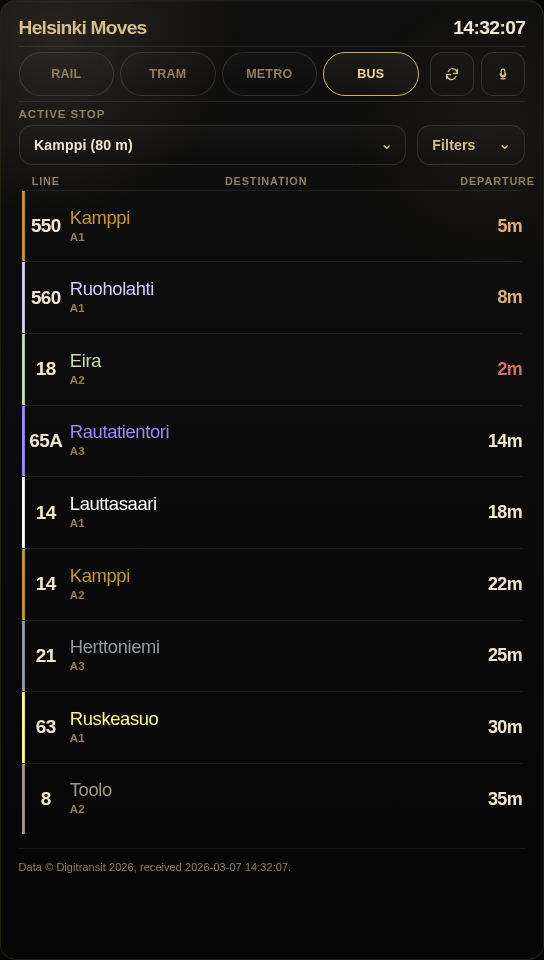 Helsinki Moves 14:32:07
RAIL TRAM METRO BUS
ACTIVE STOP
Kamppi (80 m) Filters
LINE DESTINATION DEPARTURE
550 Kamppi 5m
A1
560 Ruoholahti 8m
A1
18 Eira 2m
A2
65A Rautatientori 14m
A3
14 Lauttasaari 18m
A1
14 Kamppi 22m
A2
21 Herttoniemi 25m
A3
63 Ruskeasuo 30m
A1
8 Toolo 35m
A2
Data © Digitransit 2026, received 2026-03-07 14:32:07.